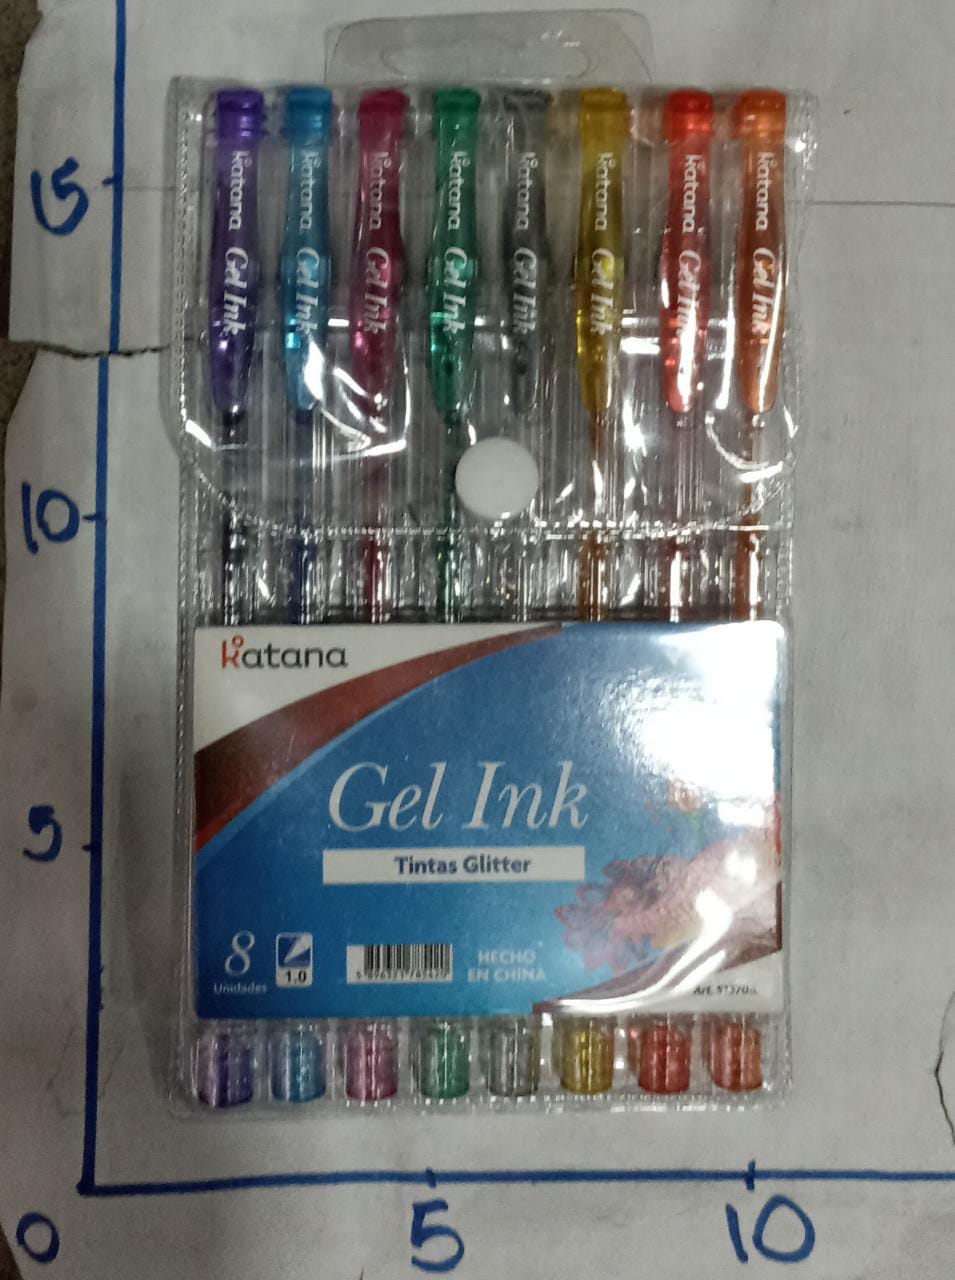 katana Gel Ink
katana Gel Ink
katana Gel Ink
katana Gel Ink
katana Gel Ink
katana Gel Ink
katana Gel Ink
katana Gel Ink
15
10
katana
Gel Ink
5
Tintas Glitter
8
Unidades
1.0
HECHO
EN CHINA
Art.
0
5
10